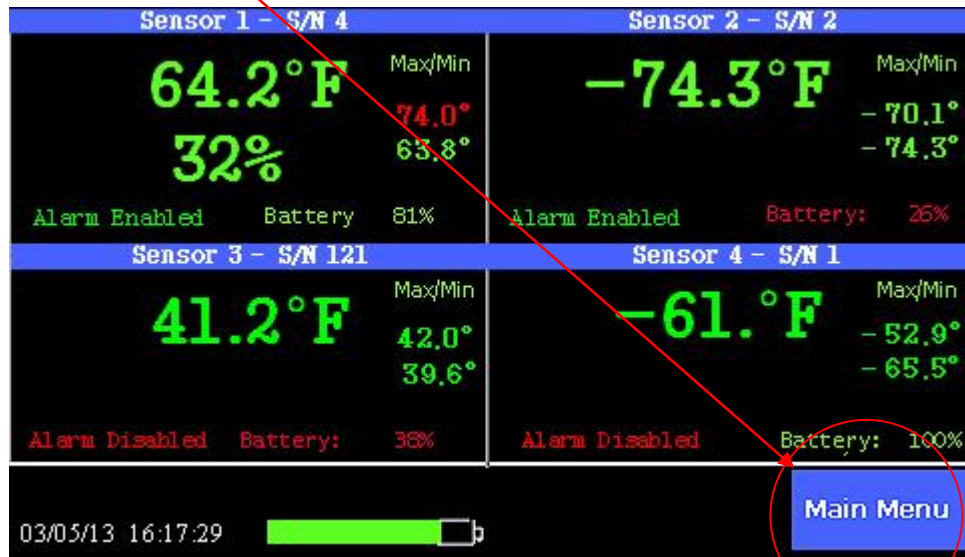 Sensor 1 - S/N 4
64.2°F
Max/Min
74.0°
63.8°
32%
Alarm Enabled Battery 81%
Sensor 2 - S/N 2
-74.3°F
Max/Min
-70.1°
-74.3°
Alarm Enabled Battery: 26%
Sensor 3 - S/N 121
41.2°F
Max/Min
42.0°
39.6°
Alarm Disabled Battery: 38%
Sensor 4 - S/N 1
-61.°F
Max/Min
-52.9°
-65.5°
Alarm Disabled Battery: 100%
03/05/13 16:17:29
Main Menu